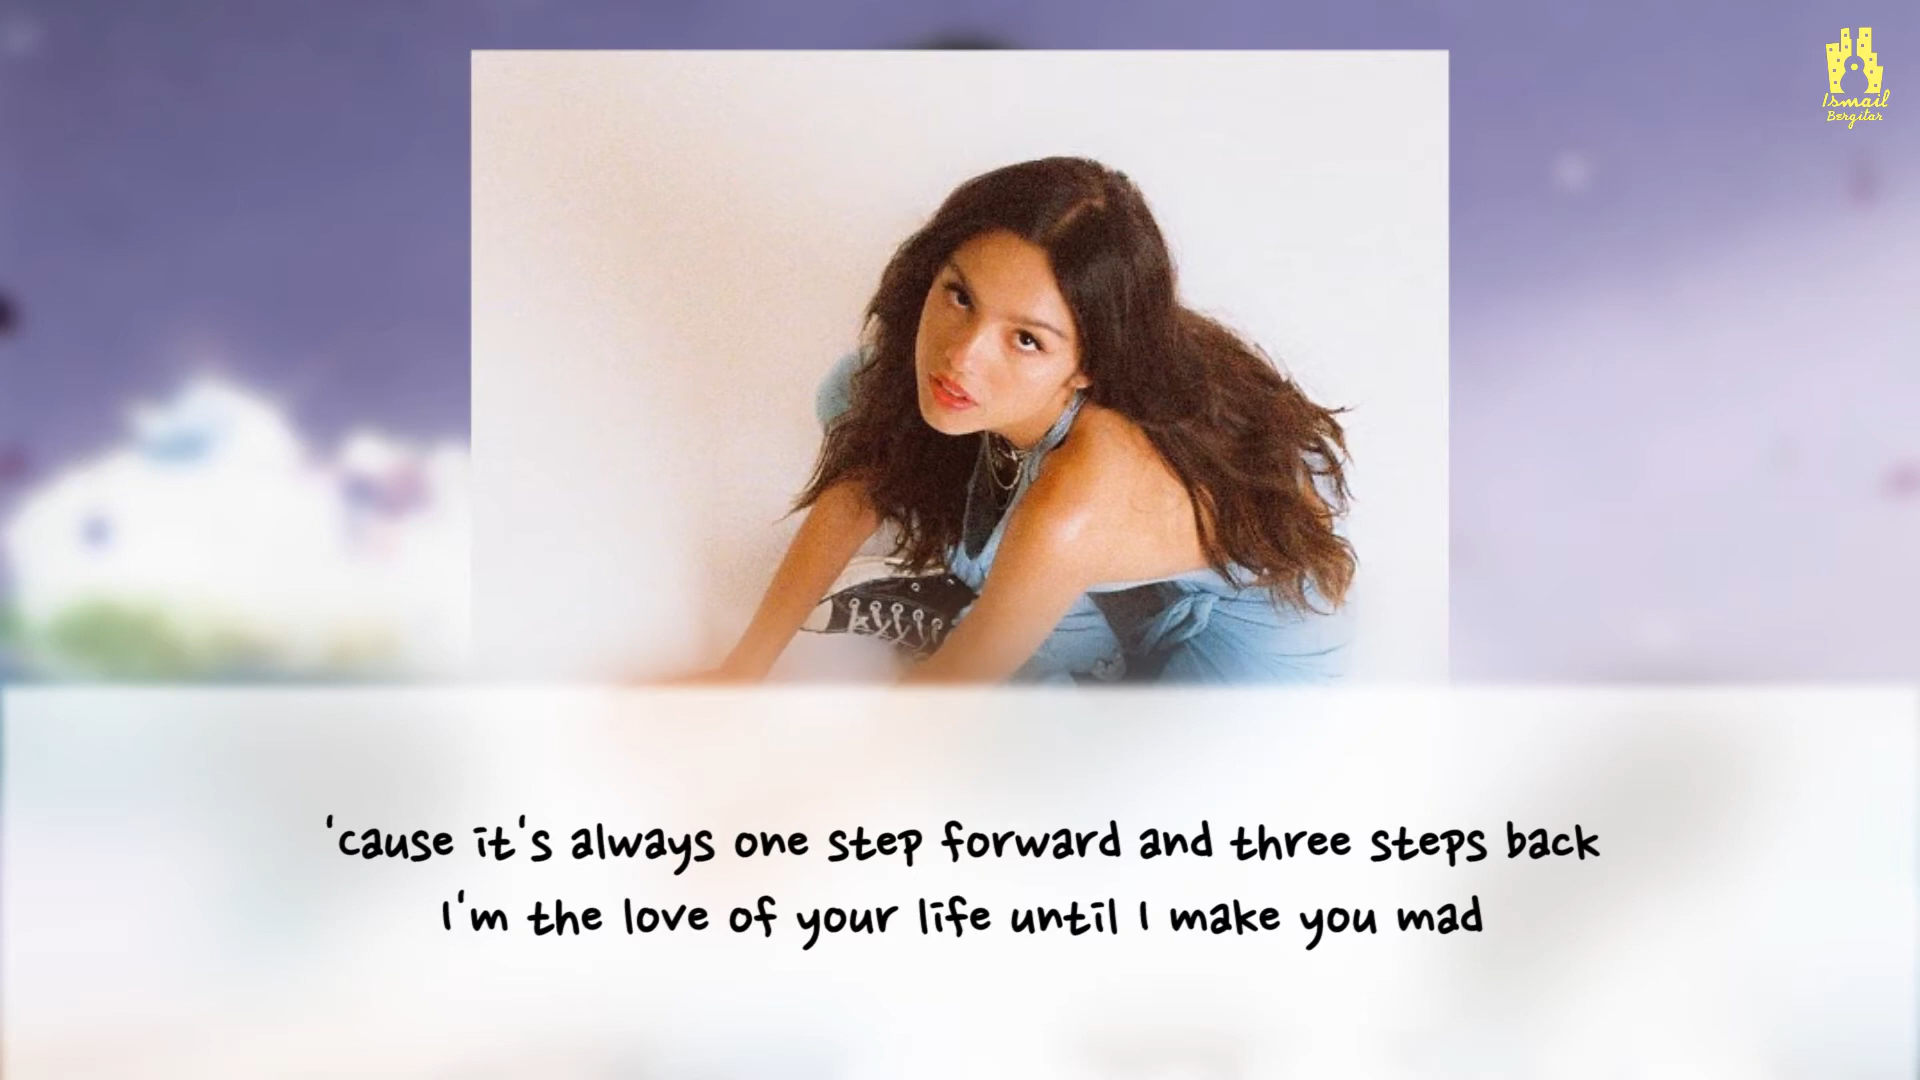 Ismail
Bergitar
'cause it's always one step forward and three steps back
I'm the love of your life until I make you mad